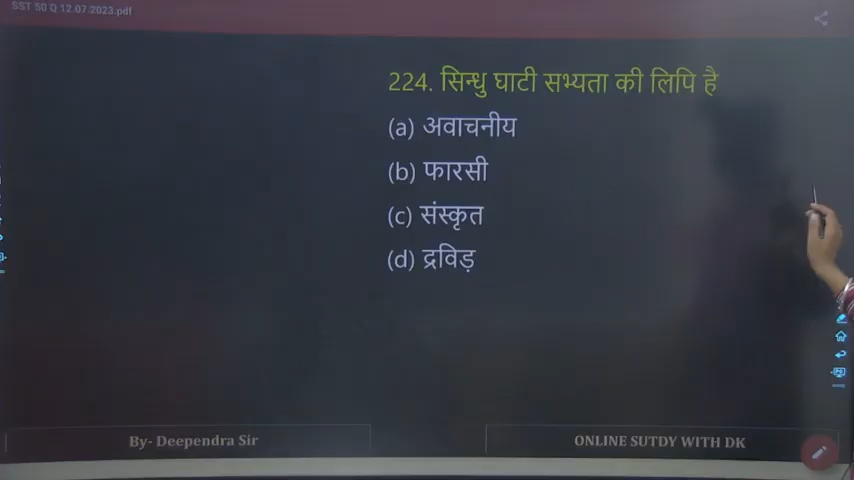 SST 50 Q 12.07.2023.pdf
224. सिन्धु घाटी सभ्यता की लिपि है
(a) अवाचनीय
(b) फारसी
(c) संस्कृत
(d) द्रविड़
By- Deependra Sir
ONLINE SUTDY WITH DK